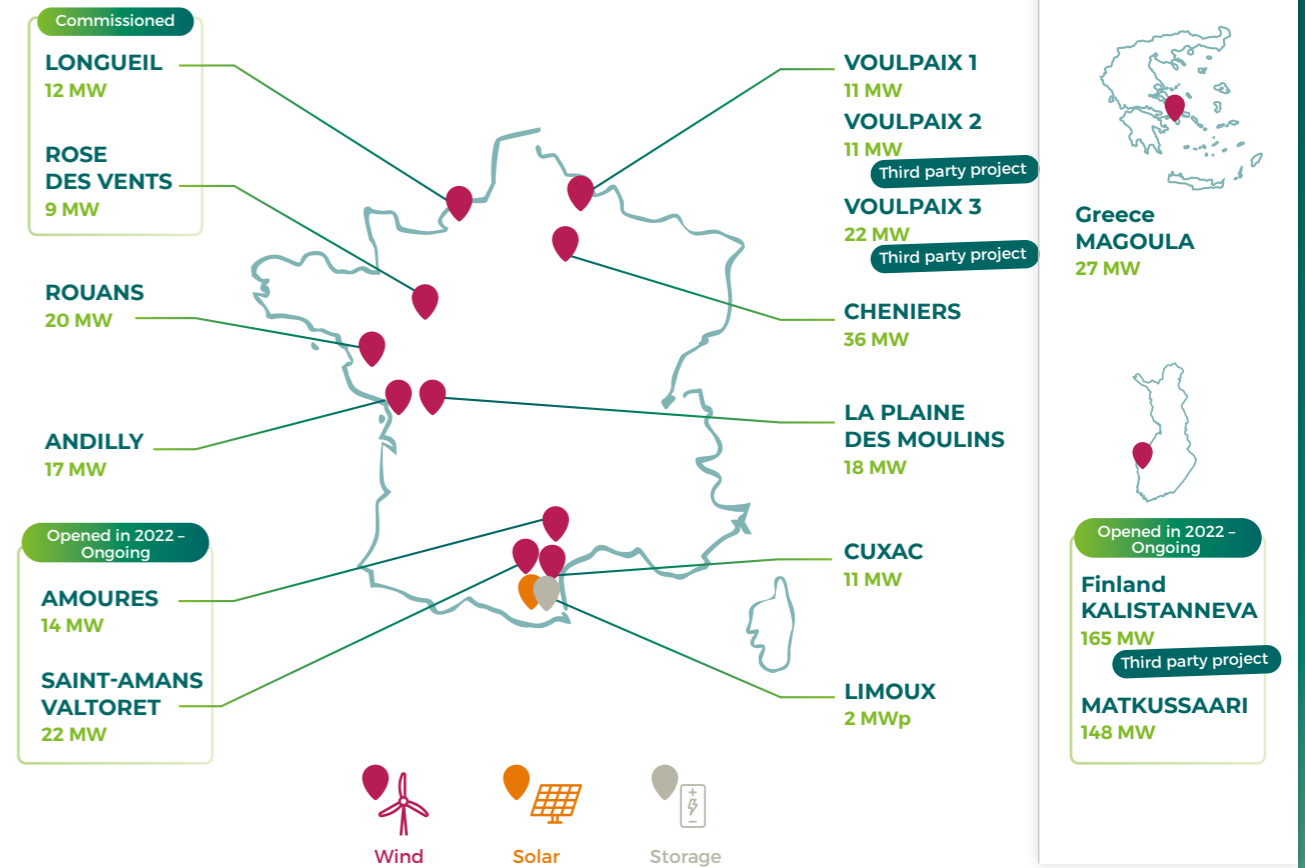 Commissioned
LONGUEIL
12 MW
ROSE
DES VENTS
9 MW
ROUANS
20 MW
ANDILLY
17 MW
Opened in 2022 –
Ongoing
AMOURES
14 MW
SAINT-AMANS
VALTORET
22 MW
VOULPAIX 1
11 MW
VOULPAIX 2
11 MW
Third party project
VOULPAIX 3
22 MW
Third party project
CHENIERS
36 MW
LA PLAINE
DES MOULINS
18 MW
CUXAC
11 MW
LIMOUX
2 MWp
Wind
Solar
Storage
Greece
MAGOULA
27 MW
Opened in 2022 –
Ongoing
Finland
KALISTANNEVA
165 MW
Third party project
MATKUSSAARI
148 MW